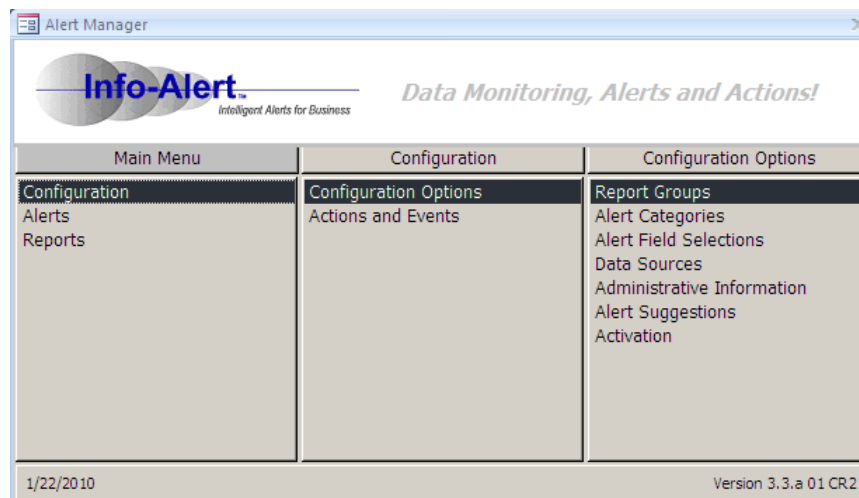 Alert Manager
Info-Alert™
Intelligent Alerts for Business
Data Monitoring, Alerts and Actions!
Main Menu
Configuration
Alerts
Reports
Configuration
Configuration Options
Actions and Events
Configuration Options
Report Groups
Alert Categories
Alert Field Selections
Data Sources
Administrative Information
Alert Suggestions
Activation
1/22/2010
Version 3.3.a 01 CR2